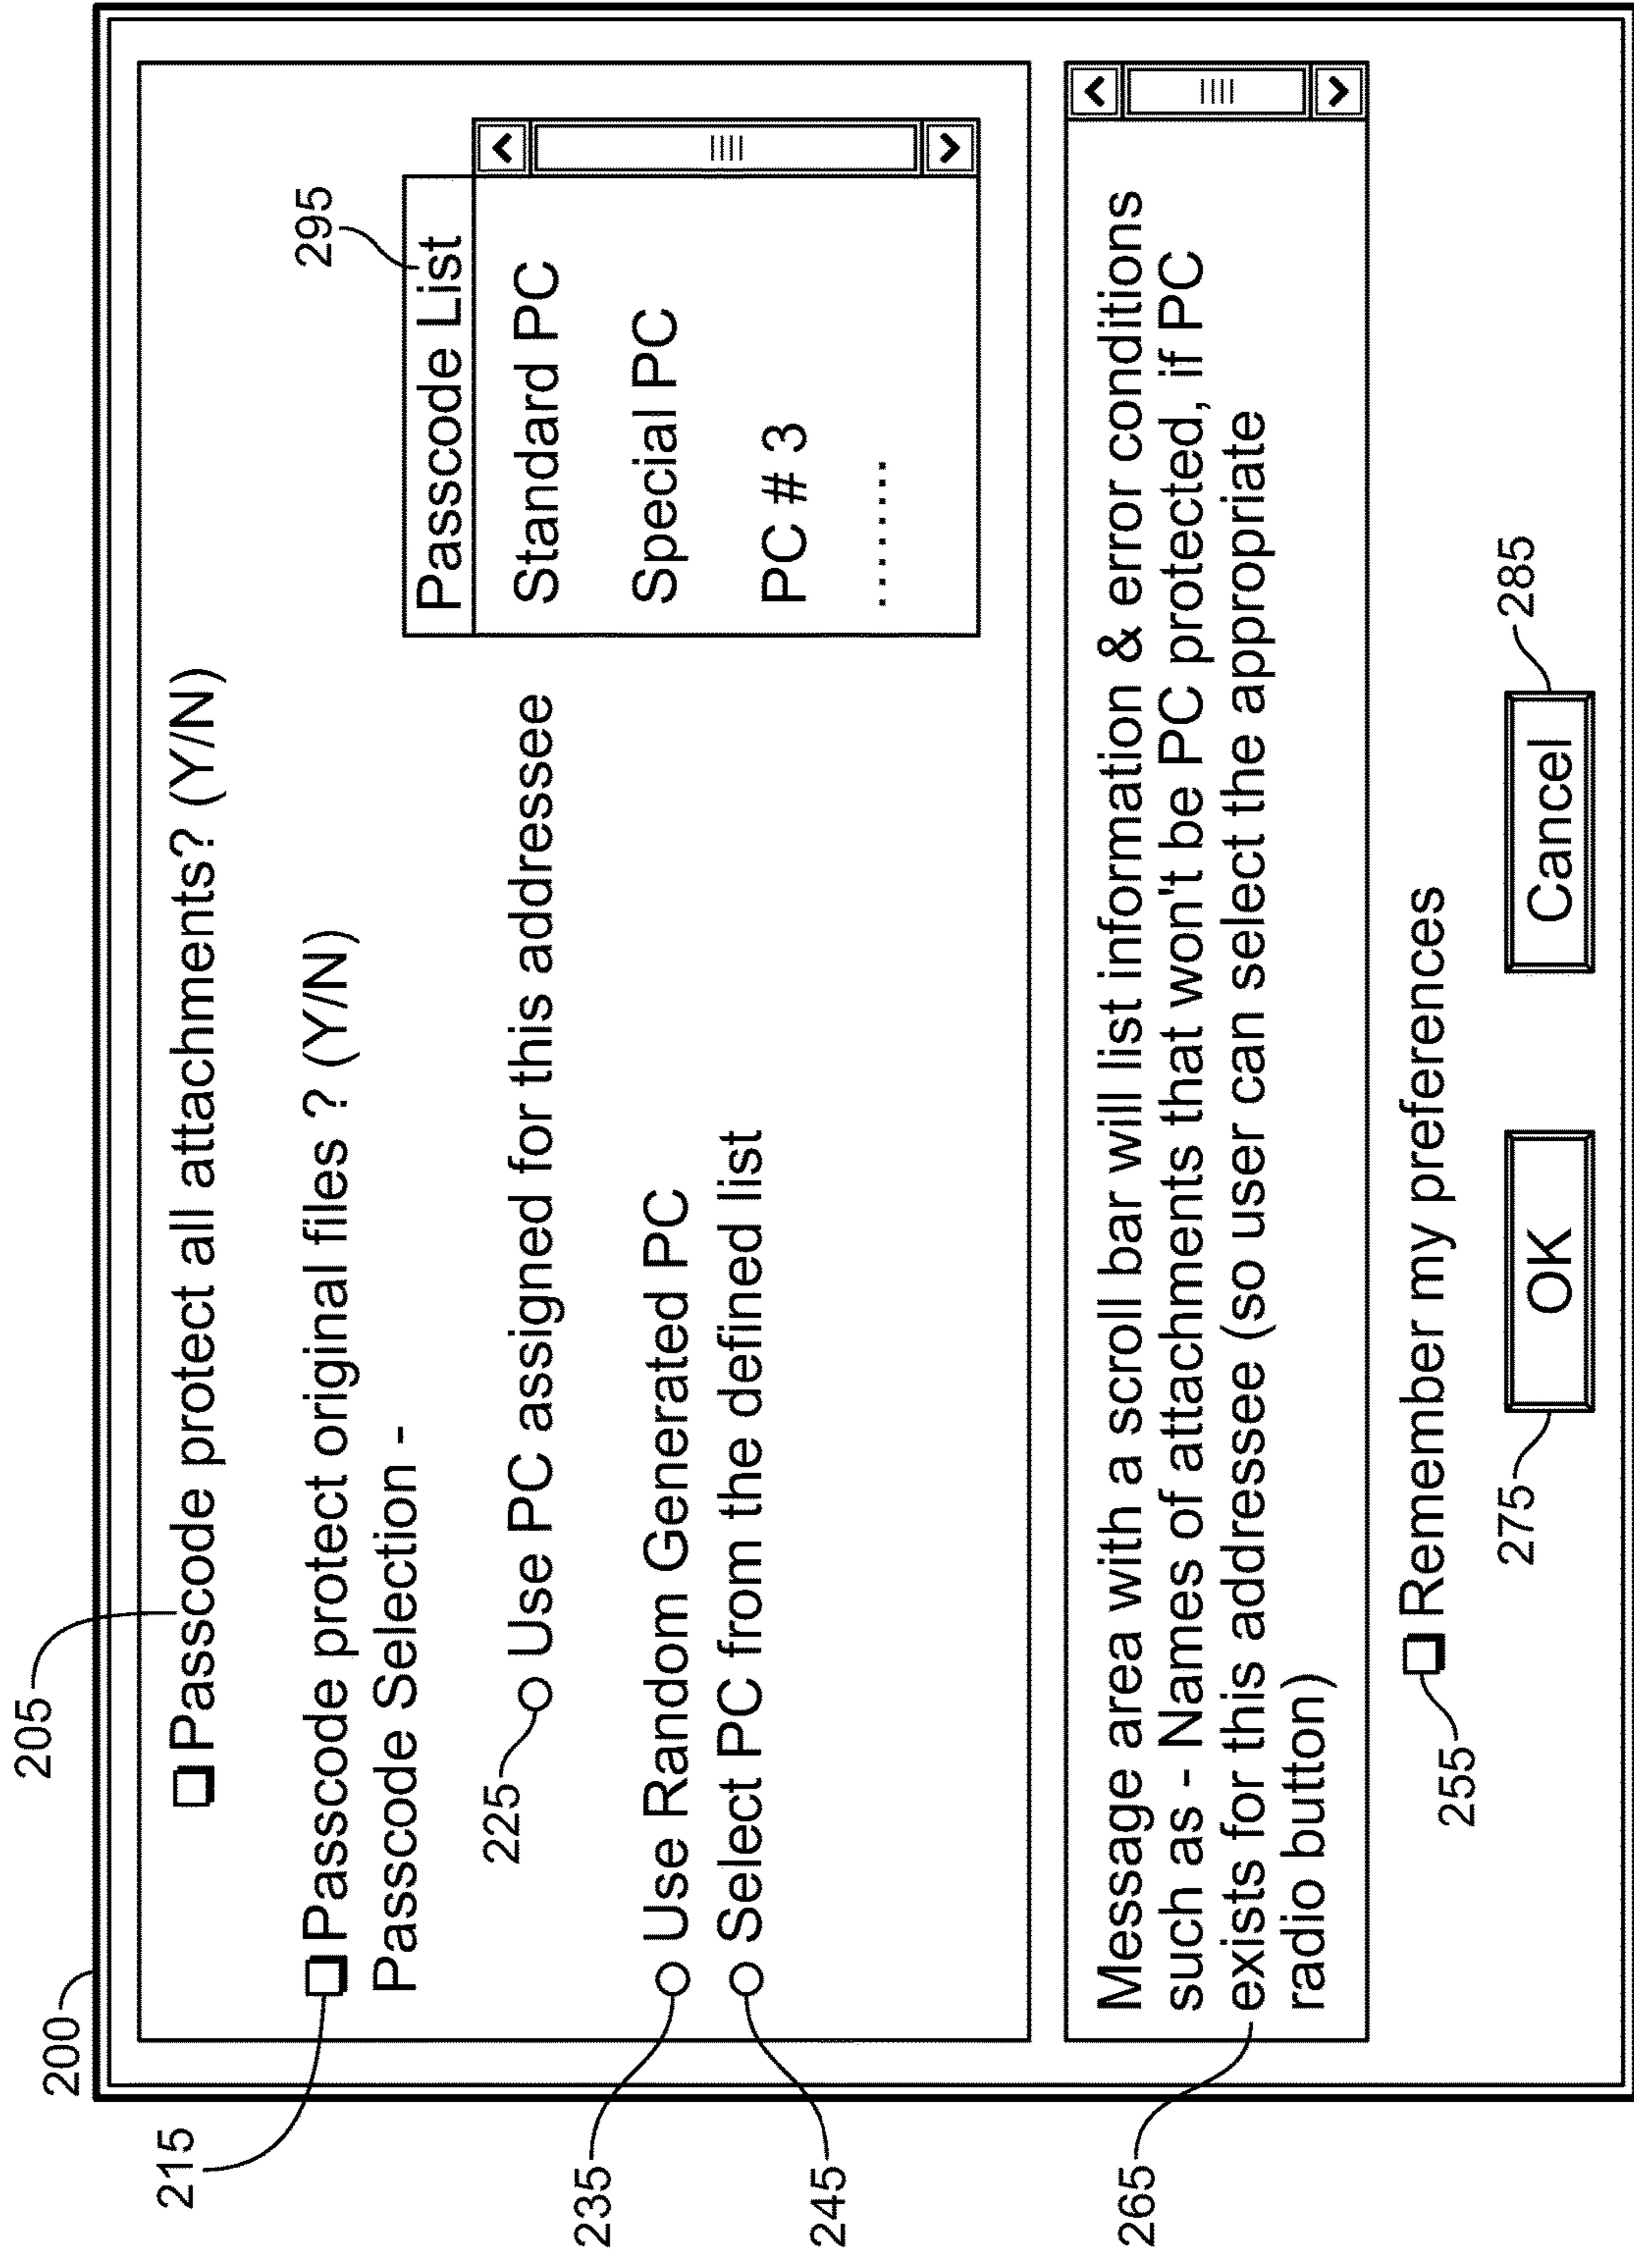 200
205
Passcode protect all attachments? (Y/N)
215
Passcode protect original files ? (Y/N)
Passcode Selection -
295
Passcode List
Standard PC
Special PC
PC # 3
........
225
Use PC assigned for this addressee
235
Use Random Generated PC
245
Select PC from the defined list
265
Message area with a scroll bar will list information & error conditions
such as - Names of attachments that won't be PC protected, if PC
exists for this addressee (so user can select the appropriate
radio button)
255
Remember my preferences
275
OK
285
Cancel